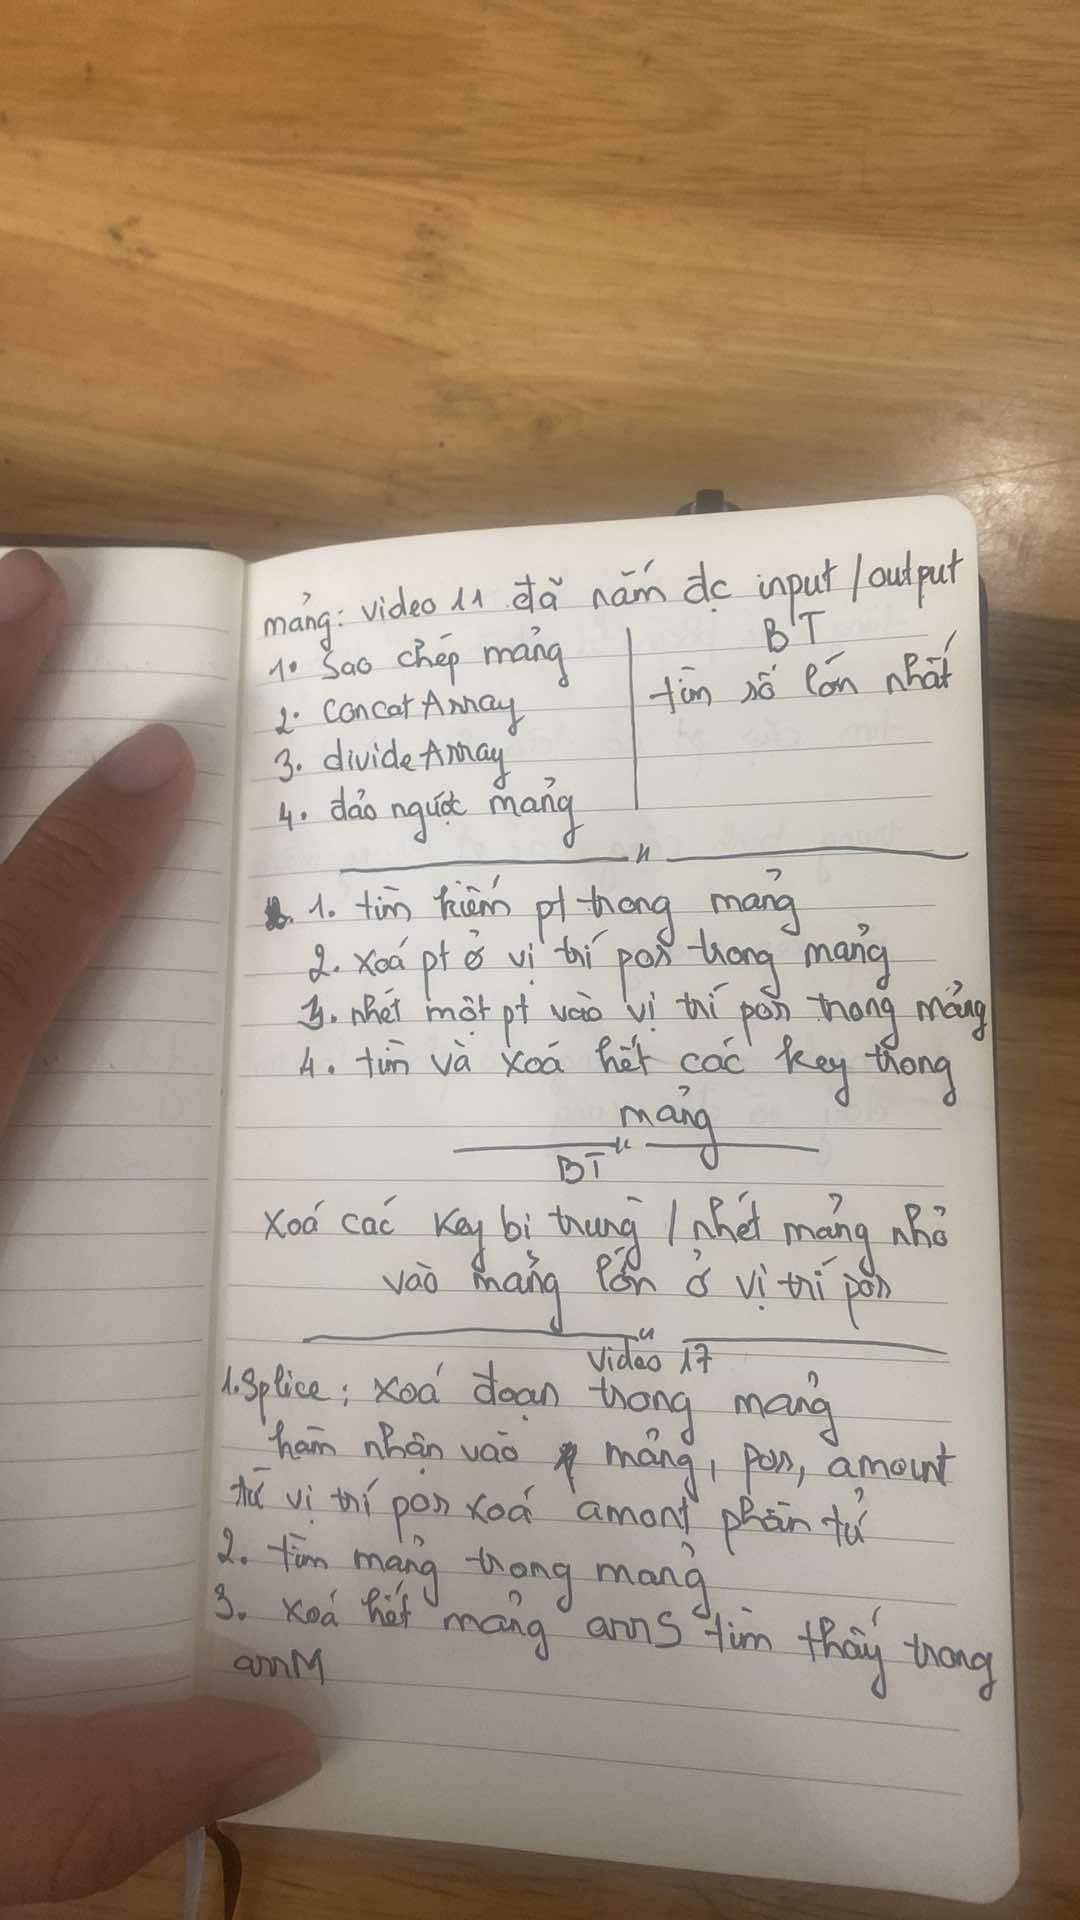 mảng: video 11 đã nắm đc input / output
1. Sao chép mảng
2. concat Array
3. divide Array
4. đảo ngược mảng
BT
tìm số lớn nhất
1. tìm kiếm pt trong mảng
2. xoá pt ở vị trí pos trong mảng
3. nhét một pt vào vị trí pos trong mảng
4. tìm và xoá hết các key trong
mảng
BT
xoá các key bị trùng / nhét mảng nhỏ
vào mảng lớn ở vị trí pos
Video 17
1. Splice: xoá đoạn trong mảng
hàm nhận vào mảng, pos, amount
từ vị trí pos xoá amont phần tử
2. tìm mảng trong mảng
3. xoá hết mảng arrS tìm thấy trong
arrM